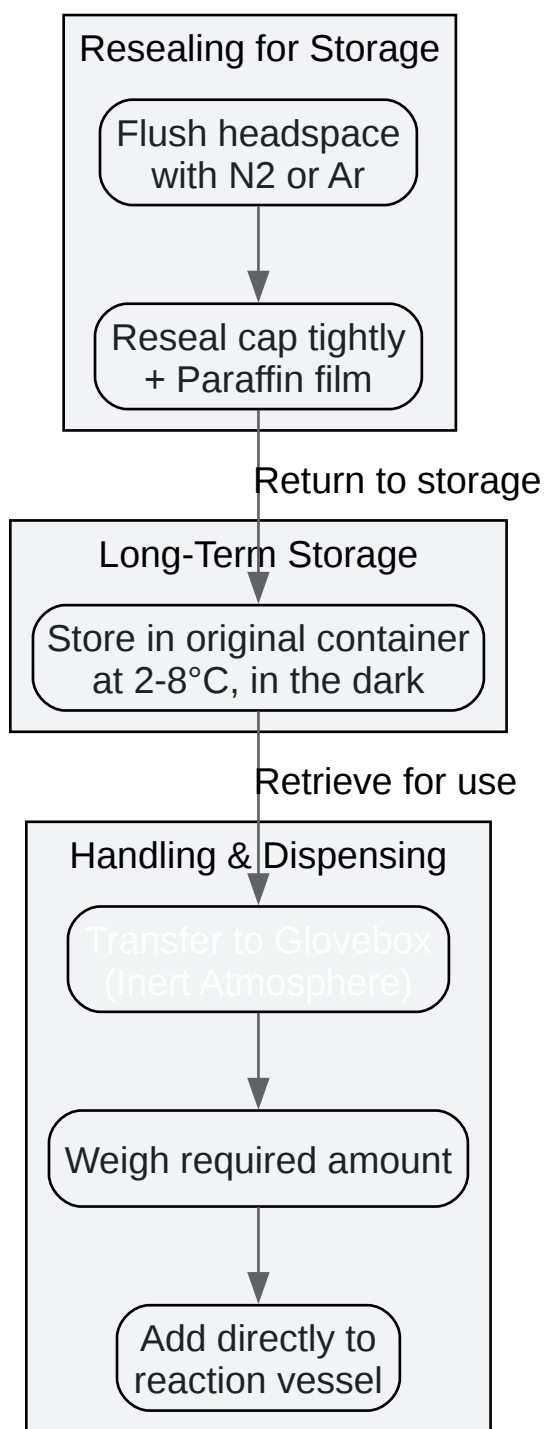 Resealing for Storage
Flush headspace
with N2 or Ar
Reseal cap tightly
+ Paraffin film
Return to storage
Long-Term Storage
Store in original container
at 2-8°C, in the dark
Retrieve for use
Handling & Dispensing
Transfer to Glovebox
(Inert Atmosphere)
Weigh required amount
Add directly to
reaction vessel